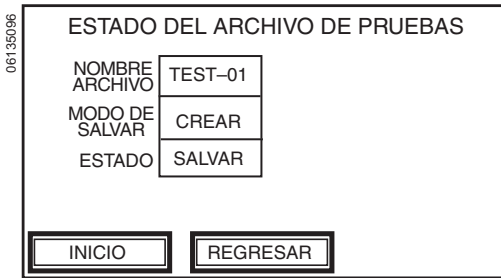 06135096
ESTADO DEL ARCHIVO DE PRUEBAS
NOMBRE ARCHIVO TEST–01
MODO DE SALVAR CREAR
ESTADO SALVAR
INICIO REGRESAR